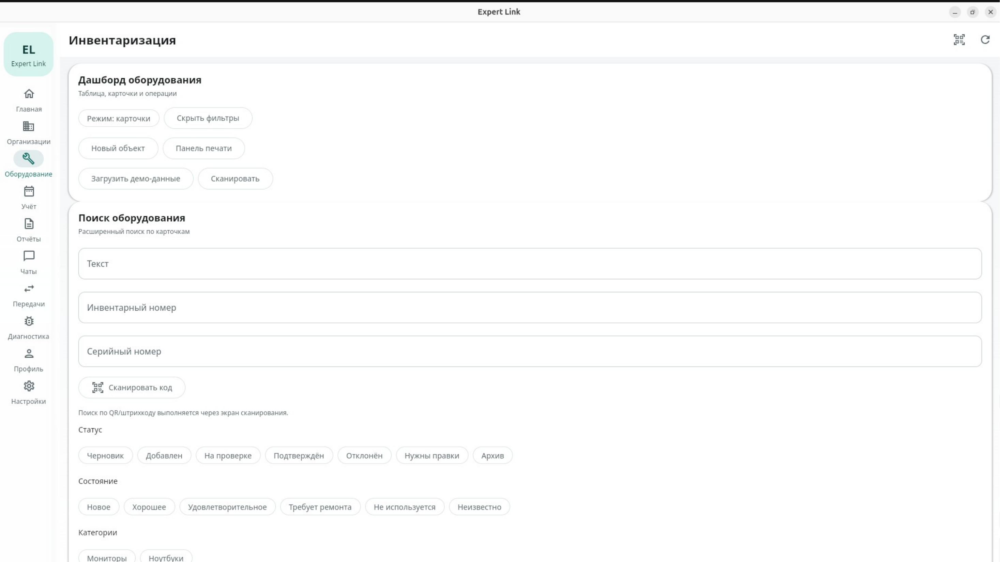 Expert Link
EL
Expert Link
Главная
Организации
Оборудование
Учёт
Отчёты
Чаты
Передачи
Диагностика
Профиль
Настройки
Инвентаризация
Дашборд оборудования
Таблица, карточки и операции
Режим: карточки
Скрыть фильтры
Новый объект
Панель печати
Загрузить демо-данные
Сканировать
Поиск оборудования
Расширенный поиск по карточкам
Текст
Инвентарный номер
Серийный номер
Сканировать код
Поиск по QR/штрихкоду выполняется через экран сканирования.
Статус
Черновик Добавлен На проверке Подтверждён Отклонён Нужны правки Архив
Состояние
Новое Хорошее Удовлетворительное Требует ремонта Не используется Неизвестно
Категории
Мониторы Ноутбуки